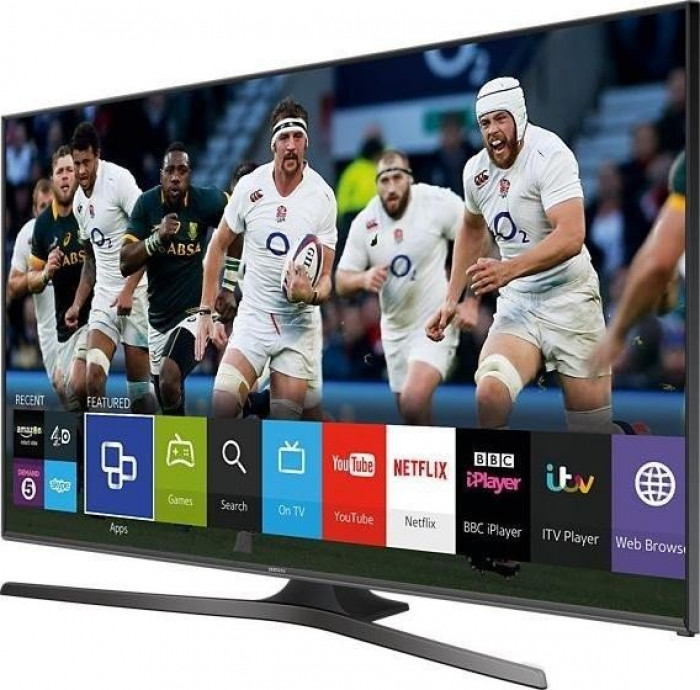 O2
ABSA
ABSA
O2
O2
O2
O2
RECENT
FEATURED
amazon
4oD
DEMAND
5
skype
Apps
Games
Search
On TV
YouTube
YouTube
NETFLIX
Netflix
BBC
iPlayer
BBC iPlayer
itv
ITV Player
Web Brows
SAMSUNG